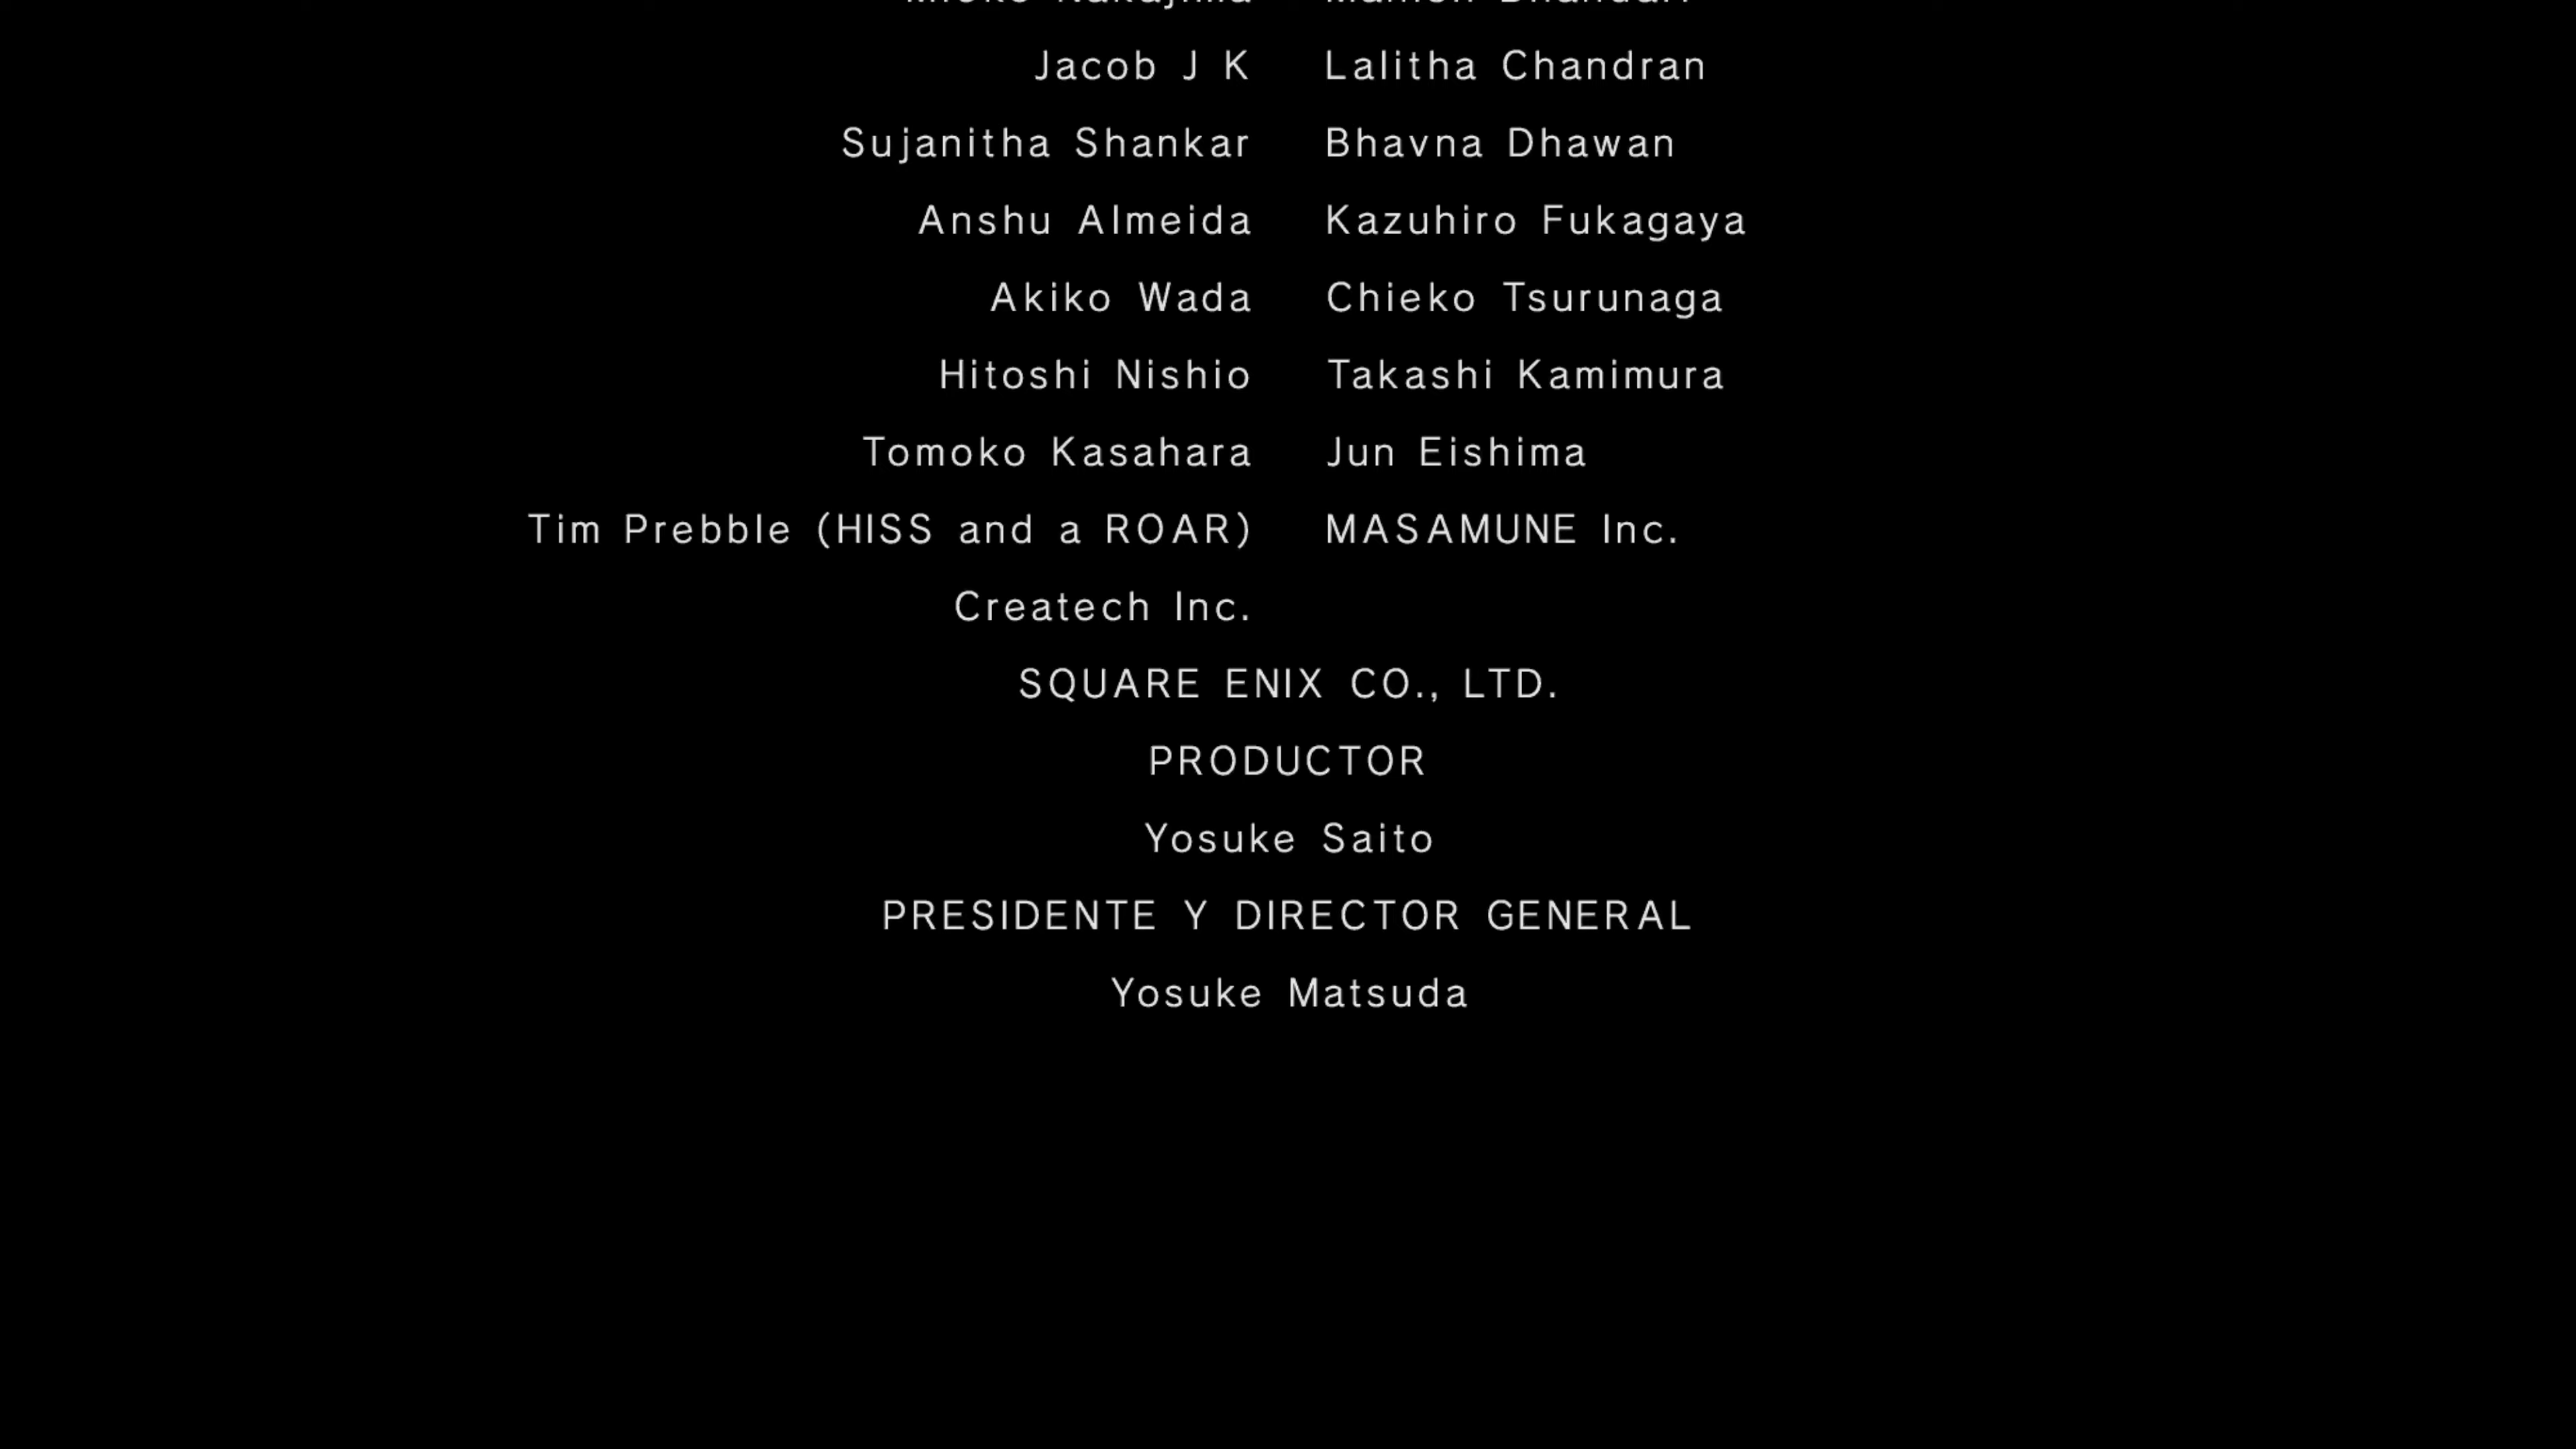 Jacob J K Lalitha Chandran
Sujanitha Shankar Bhavna Dhawan
Anshu Almeida Kazuhiro Fukagaya
Akiko Wada Chieko Tsurunaga
Hitoshi Nishio Takashi Kamimura
Tomoko Kasahara Jun Eishima
Tim Prebble (HISS and a ROAR) MASAMUNE Inc.
Createch Inc.
SQUARE ENIX CO., LTD.
PRODUCTOR
Yosuke Saito
PRESIDENTE Y DIRECTOR GENERAL
Yosuke Matsuda